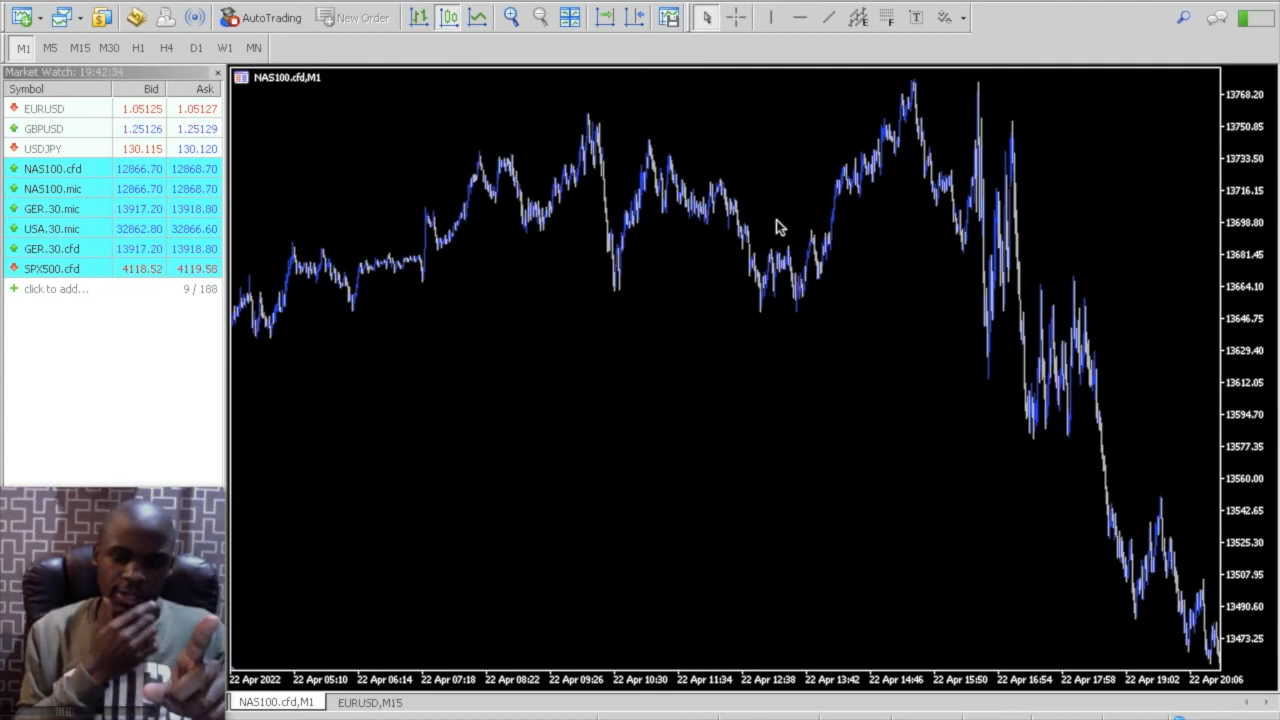 AutoTrading New Order
M1 M5 M15 M30 H1 H4 D1 W1 MN
Market Watch: 19:42:34
Symbol Bid Ask
EURUSD 1.05125 1.05127
GBPUSD 1.25126 1.25129
USDJPY 130.115 130.120
NAS100.cfd 12866.70 12868.70
NAS100.mic 12866.70 12868.70
GER.30.mic 13917.20 13918.80
USA.30.mic 32862.80 32866.60
GER.30.cfd 13917.20 13918.80
SPX500.cfd 4118.52 4119.58
click to add... 9 / 188
NAS100.cfd,M1
13768.20
13750.85
13733.50
13716.15
13698.80
13681.45
13664.10
13646.75
13629.40
13612.05
13594.70
13577.35
13560.00
13542.65
13525.30
13507.95
13490.60
13473.25
22 Apr 2022 22 Apr 05:10 22 Apr 06:14 22 Apr 07:18 22 Apr 08:22 22 Apr 09:26 22 Apr 10:30 22 Apr 11:34 22 Apr 12:38 22 Apr 13:42 22 Apr 14:46 22 Apr 15:50 22 Apr 16:54 22 Apr 17:58 22 Apr 19:02 22 Apr 20:06
NAS100.cfd,M1 EURUSD,M15